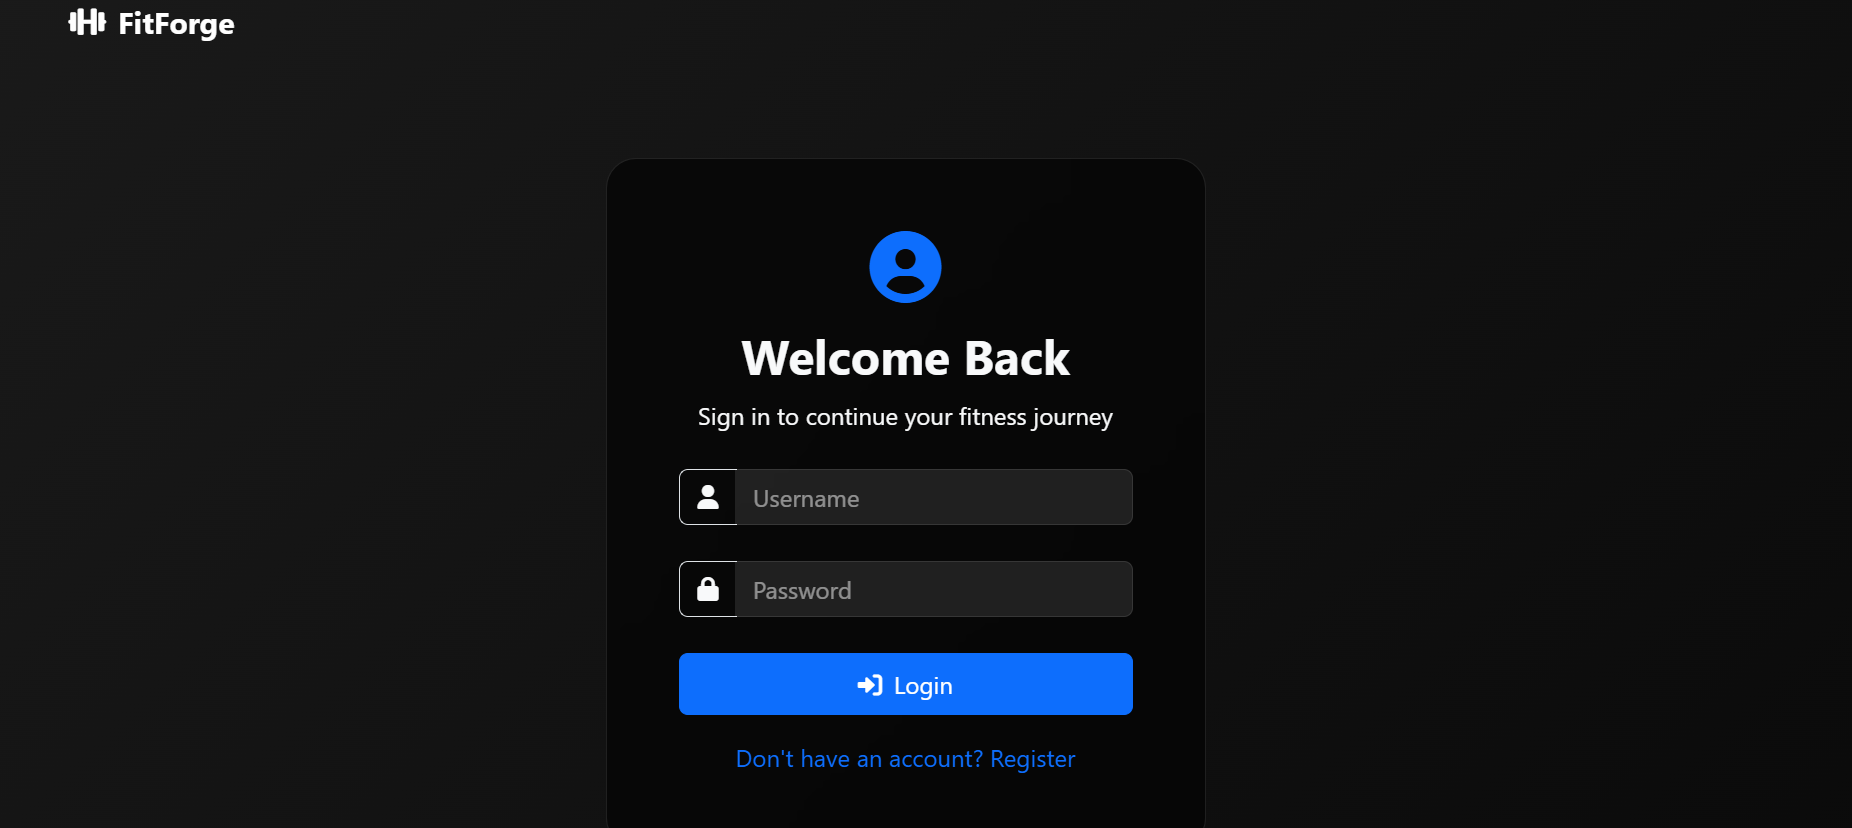 FitForge
Welcome Back
Sign in to continue your fitness journey
Username
Password
Login
Don't have an account? Register